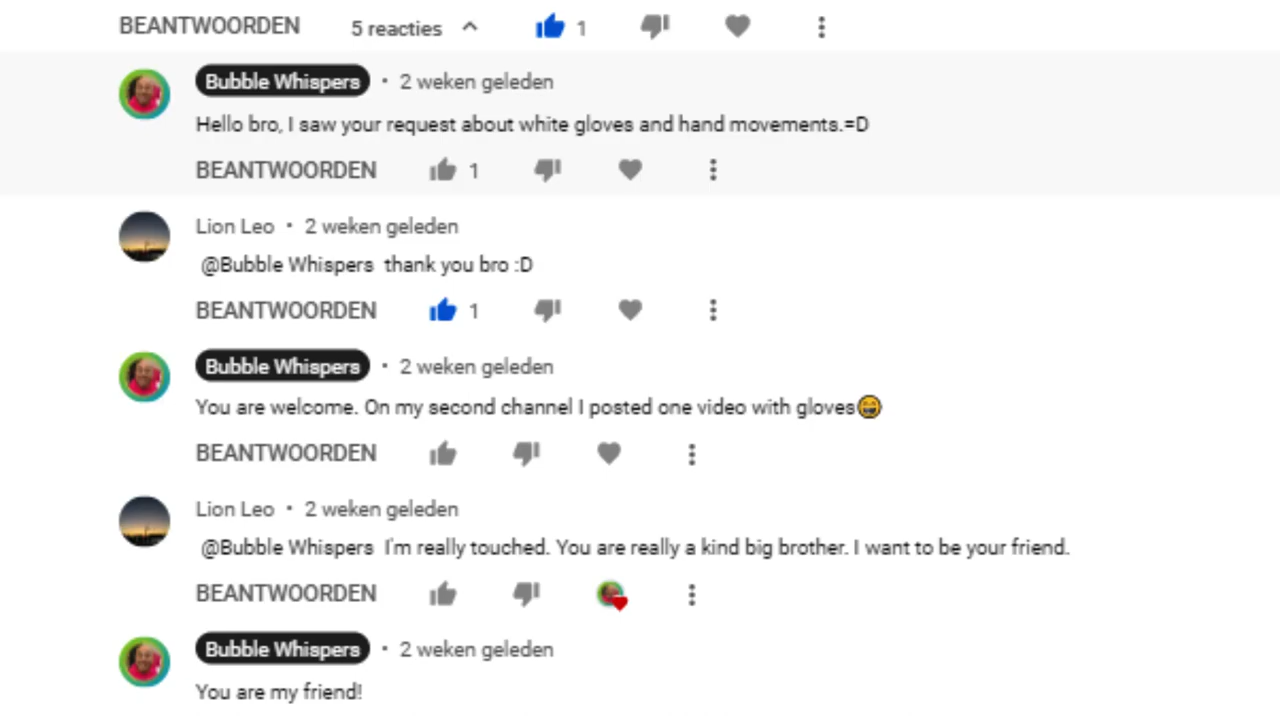 BEANTWOORDEN 5 reacties 1
Bubble Whispers • 2 weken geleden
Hello bro, I saw your request about white gloves and hand movements.=D
BEANTWOORDEN 1
Lion Leo • 2 weken geleden
@Bubble Whispers thank you bro :D
BEANTWOORDEN 1
Bubble Whispers • 2 weken geleden
You are welcome. On my second channel I posted one video with gloves😄
BEANTWOORDEN
Lion Leo • 2 weken geleden
@Bubble Whispers I'm really touched. You are really a kind big brother. I want to be your friend.
BEANTWOORDEN
Bubble Whispers • 2 weken geleden
You are my friend!